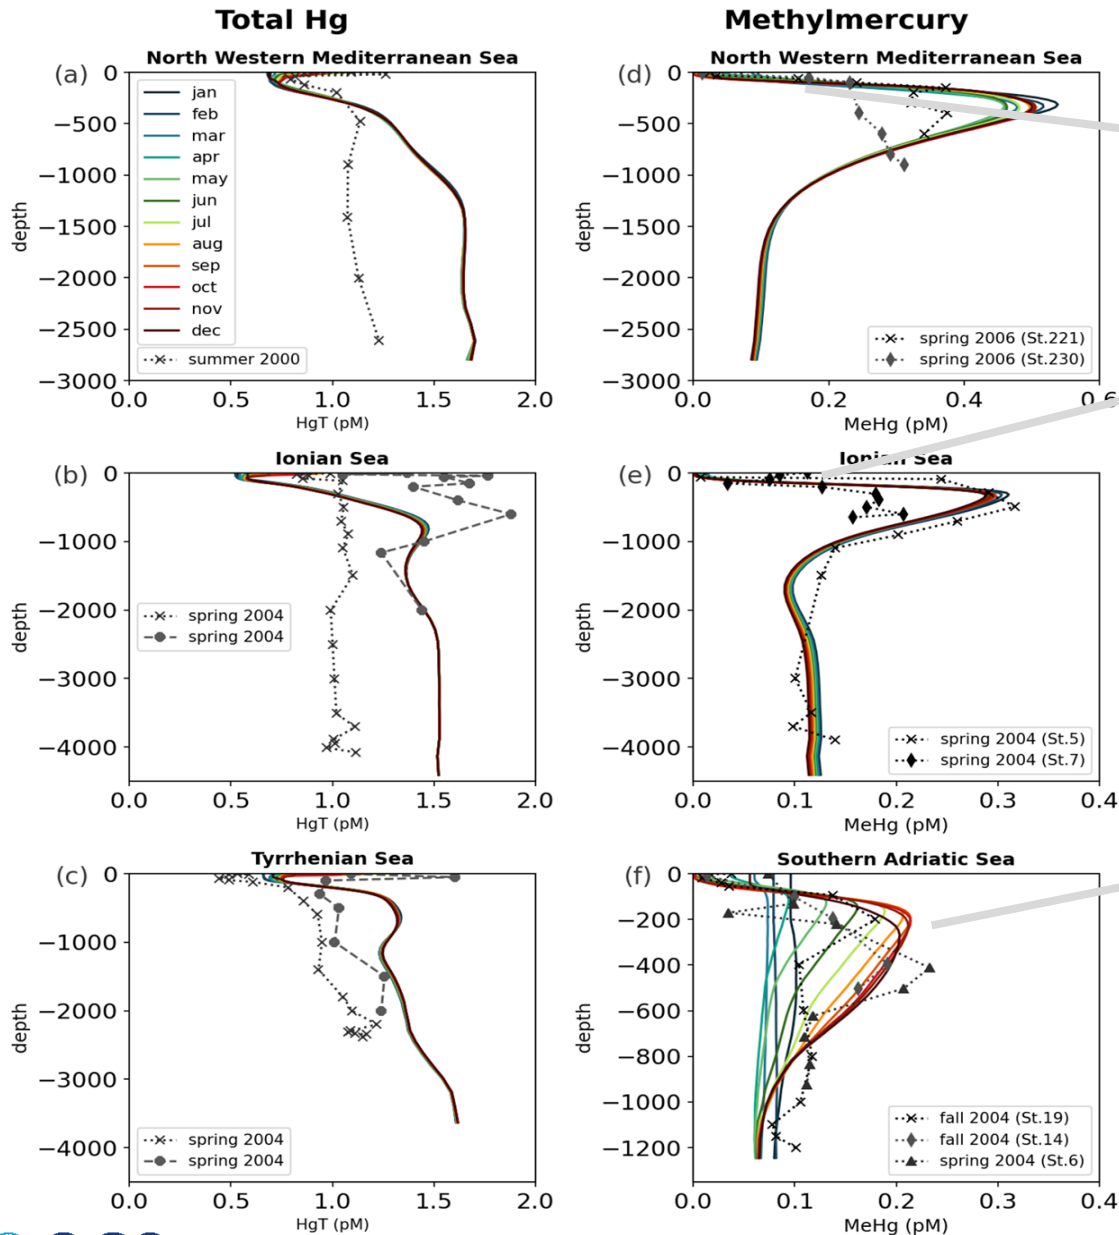 Total Hg
Methylmercury
(a)
North Western Mediterranean Sea
0
−500
−1000
−1500
−2000
−2500
−3000
depth
jan
feb
mar
apr
may
jun
jul
aug
sep
oct
nov
dec
summer 2000
0.0 0.5 1.0 1.5 2.0
HgT (pM)
(d)
North Western Mediterranean Sea
0
−500
−1000
−1500
−2000
−2500
−3000
depth
spring 2006 (St.221)
spring 2006 (St.230)
0.0 0.2 0.4 0.6
MeHg (pM)
(b)
Ionian Sea
0
−1000
−2000
−3000
−4000
depth
spring 2004
spring 2004
0.0 0.5 1.0 1.5 2.0
HgT (pM)
(e)
Ionian Sea
0
−1000
−2000
−3000
−4000
depth
spring 2004 (St.5)
spring 2004 (St.7)
0.0 0.1 0.2 0.3 0.4
MeHg (pM)
(c)
Tyrrhenian Sea
0
−1000
−2000
−3000
−4000
depth
spring 2004
spring 2004
0.0 0.5 1.0 1.5 2.0
HgT (pM)
(f)
Southern Adriatic Sea
0
−200
−400
−600
−800
−1000
−1200
depth
fall 2004 (St.19)
fall 2004 (St.14)
spring 2004 (St.6)
0.0 0.1 0.2 0.3 0.4
MeHg (pM)